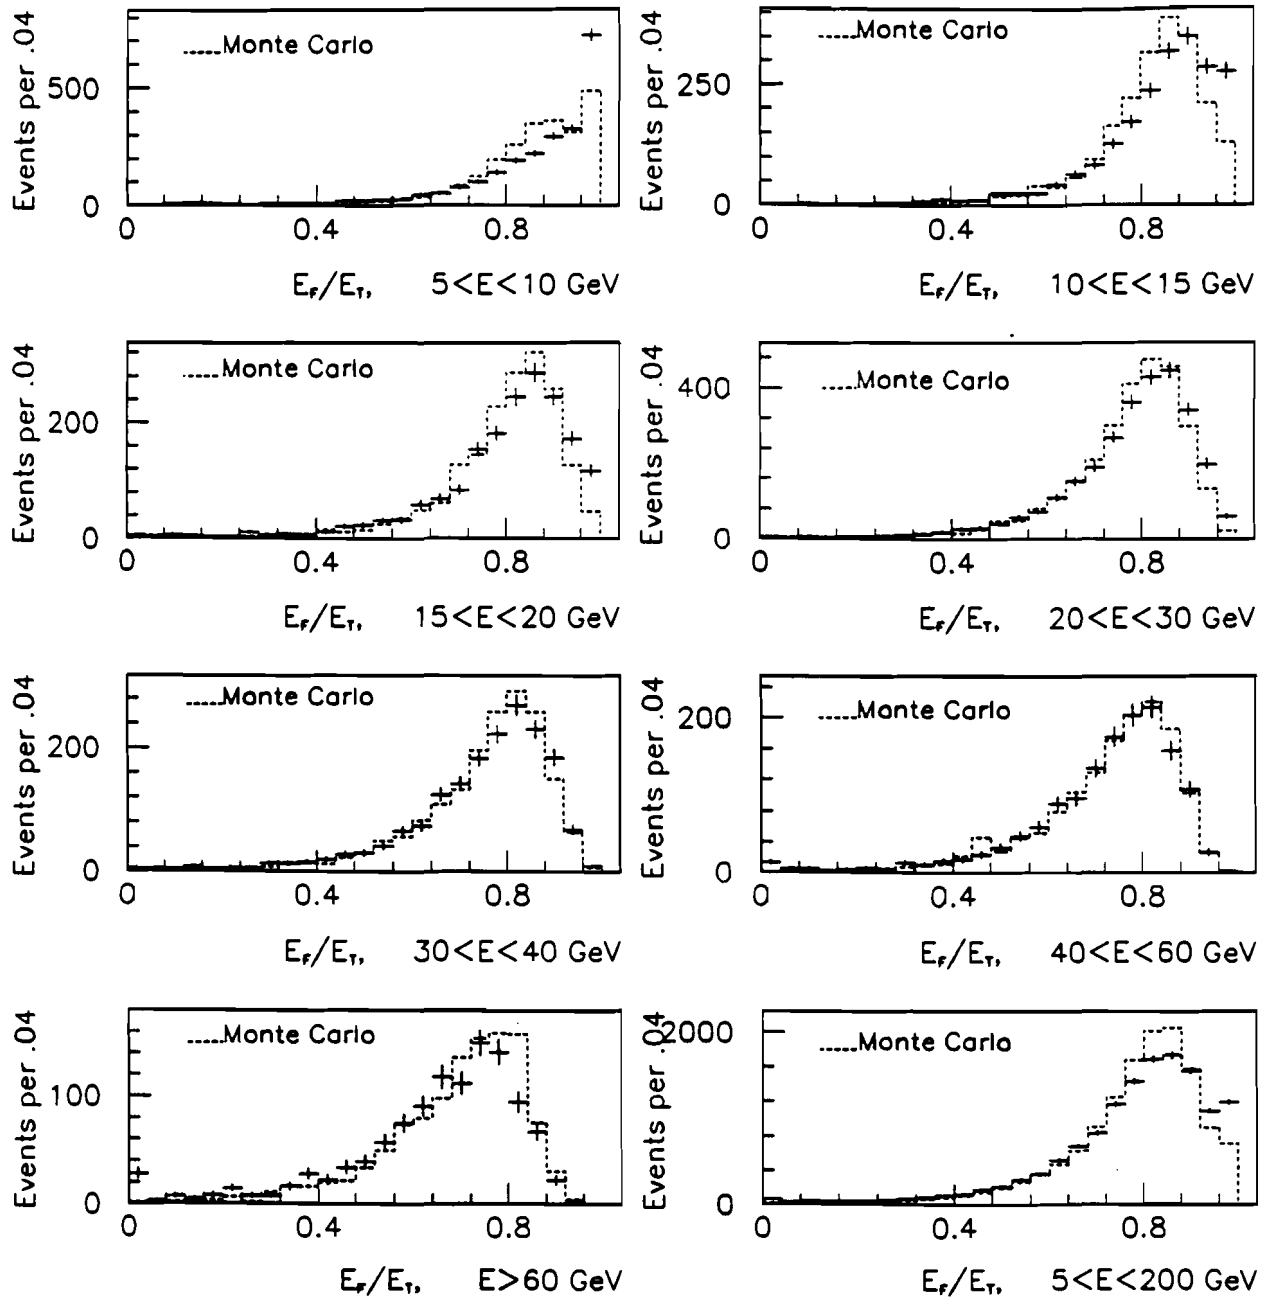 Events per .04
Monte Carlo
500
0
0 0.4 0.8
E_F/E_T, 5<E<10 GeV
Events per .04
Monte Carlo
250
0
0 0.4 0.8
E_F/E_T, 10<E<15 GeV
Events per .04
Monte Carlo
200
0
0 0.4 0.8
E_F/E_T, 15<E<20 GeV
Events per .04
Monte Carlo
400
0
0 0.4 0.8
E_F/E_T, 20<E<30 GeV
Events per .04
Monte Carlo
200
0
0 0.4 0.8
E_F/E_T, 30<E<40 GeV
Events per .04
Monte Carlo
200
0
0 0.4 0.8
E_F/E_T, 40<E<60 GeV
Events per .04
Monte Carlo
100
0
0 0.4 0.8
E_F/E_T, E>60 GeV
Events per .04
Monte Carlo
2000
0
0 0.4 0.8
E_F/E_T, 5<E<200 GeV